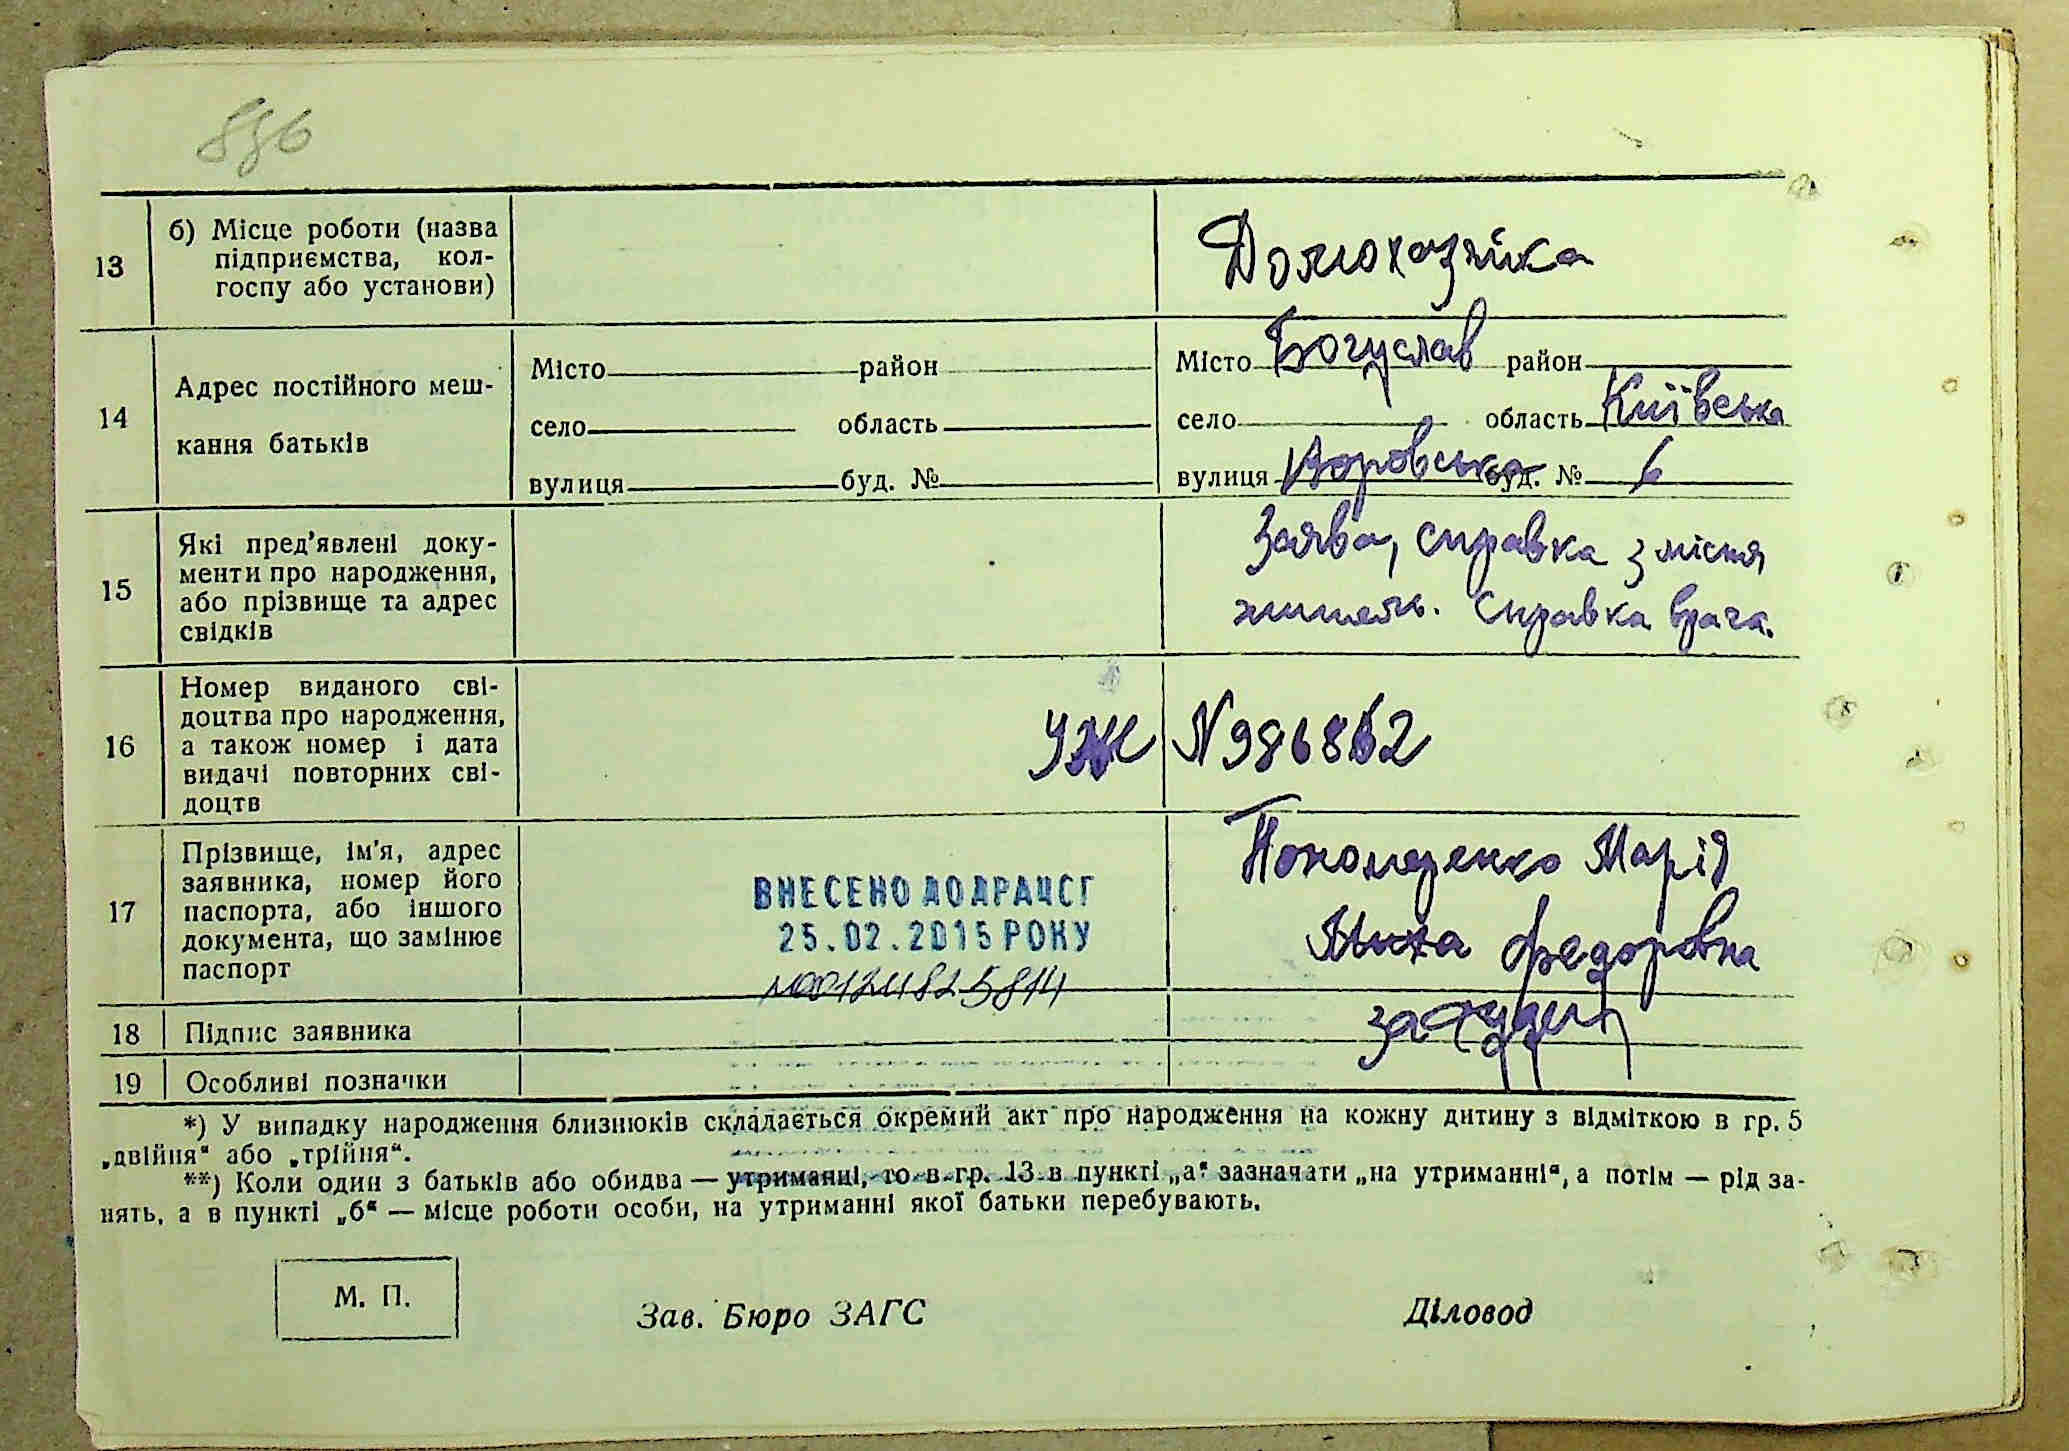 886
13
б) Місце роботи (назва
підприємства, кол-
госпу або установи)
Домохазяйка
14
Адрес постійного меш-
кання батьків
Місто район
село область
вулиця буд. №
Місто Богуслав район
село область Київська
вулиця Воровська буд. № 6
15
Які пред'явлені доку-
менти про народження,
або прізвище та адрес
свідків
Заява, справка з місця
житель. Справка врача.
16
Номер виданого сві-
доцтва про народження,
а також номер і дата
видачі повторних сві-
доцтв
УЖ N986862
17
Прізвище, ім'я, адрес
заявника, номер його
паспорта, або іншого
документа, що замінює
паспорт
ВНЕСЕНО ДО ДРАЦСГ
25.02.2015 РОКУ
Пономаренко Марія
Федоровна
18 Підпис заявника
19 Особливі позначки
*) У випадку народження близнюків складається окремий акт про народження на кожну дитину з відміткою в гр. 5
„двійня“ або „трійня“.
**) Коли один з батьків або обидва — утриманні, то в гр. 13 в пункті „а“ зазначати „на утриманні“, а потім — рід за-
нять, а в пункті „б“ — місце роботи особи, на утриманні якої батьки перебувають.
М. П.
Зав. Бюро ЗАГС
Діловод